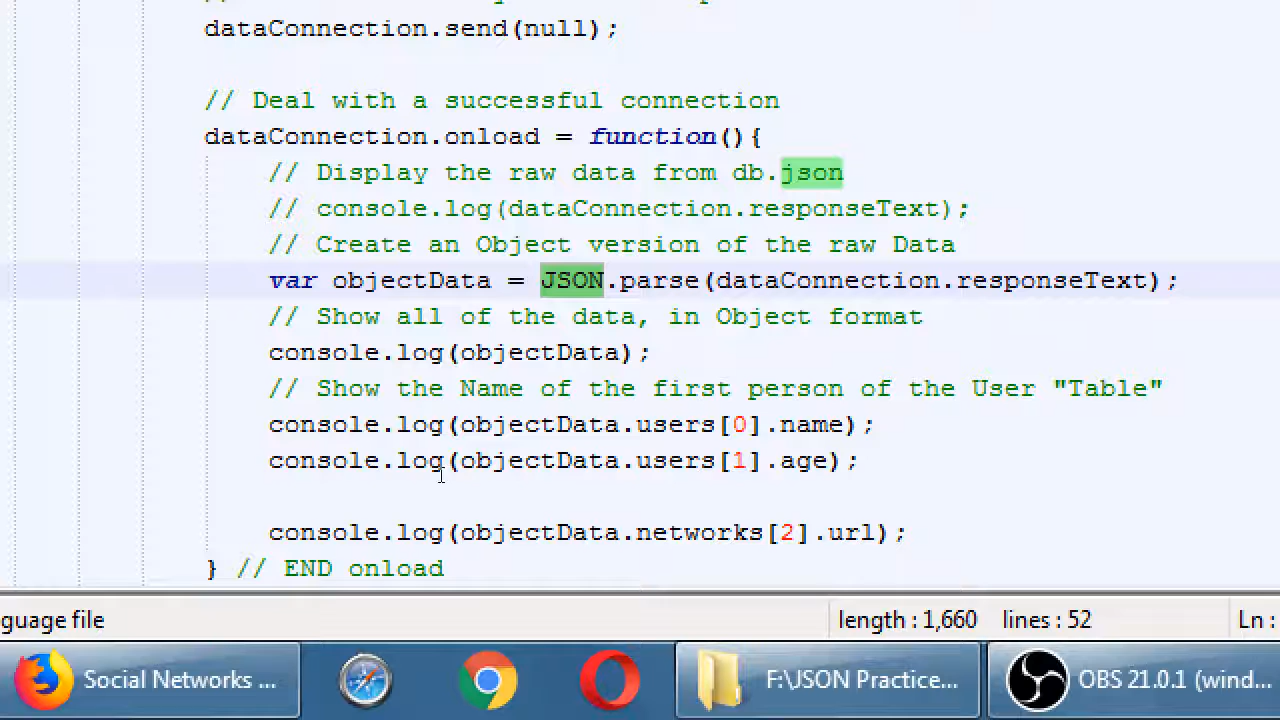 dataConnection.send(null);
// Deal with a successful connection
dataConnection.onload = function(){
// Display the raw data from db.json
// console.log(dataConnection.responseText);
// Create an Object version of the raw Data
var objectData = JSON.parse(dataConnection.responseText);
// Show all of the data, in Object format
console.log(objectData);
// Show the Name of the first person of the User "Table"
console.log(objectData.users[0].name);
console.log(objectData.users[1].age);
console.log(objectData.networks[2].url);
} // END onload
guage file length : 1,660 lines : 52 Ln :
Social Networks ... F:\JSON Practice... OBS 21.0.1 (wind...